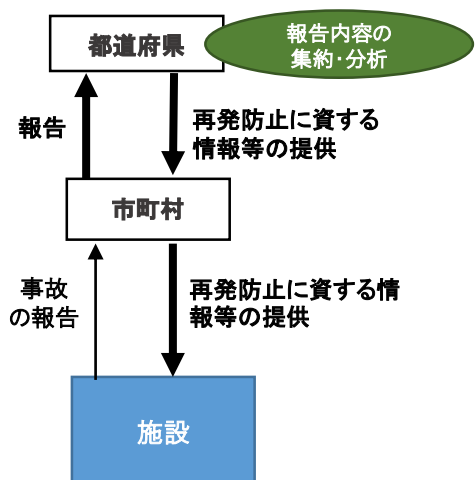 都道府県
報告内容の
集約・分析
報告
再発防止に資する
情報等の提供
市町村
事故
の報告
再発防止に資する情
報等の提供
施設